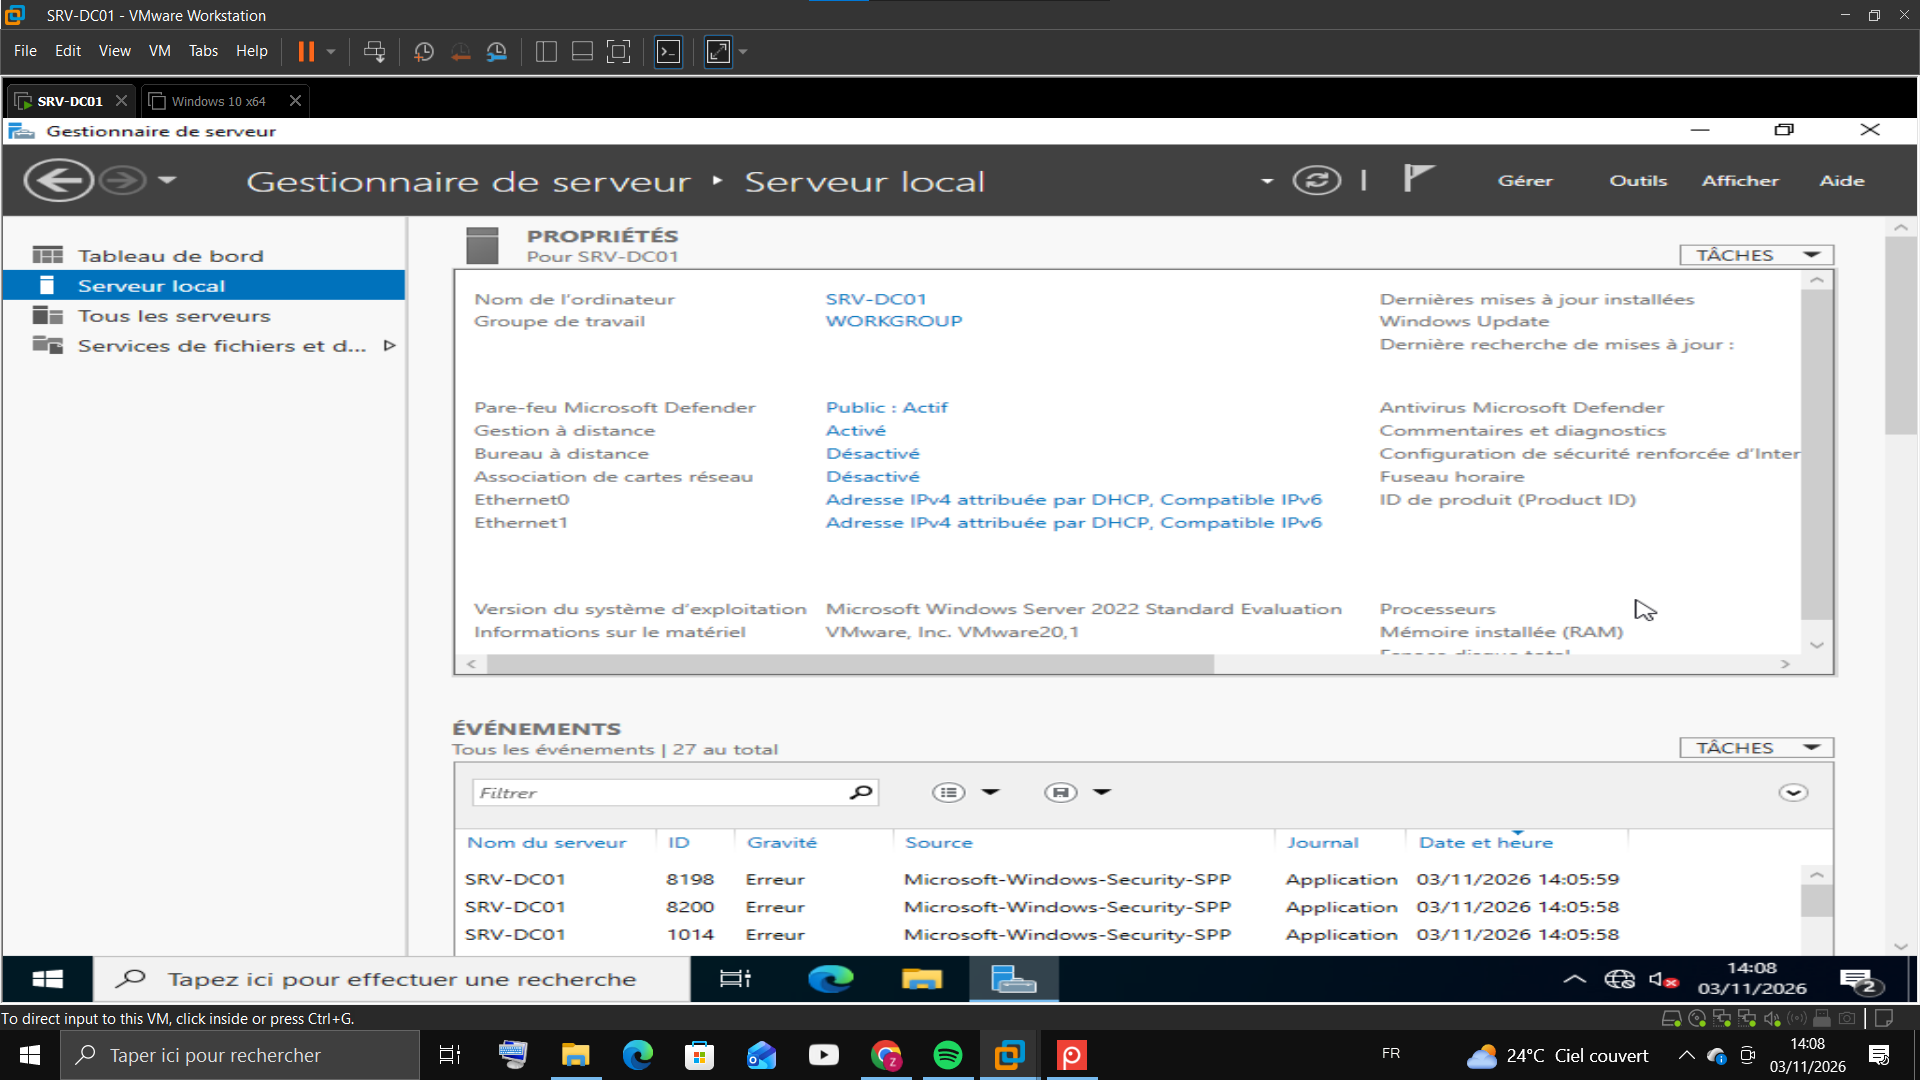 SRV-DC01 - VMware Workstation
File Edit View VM Tabs Help
SRV-DC01
Windows 10 x64
Gestionnaire de serveur
Gestionnaire de serveur ‣ Serveur local
Gérer Outils Afficher Aide
Tableau de bord
Serveur local
Tous les serveurs
Services de fichiers et d...
PROPRIÉTÉS
Pour SRV-DC01
TÂCHES
Nom de l'ordinateur SRV-DC01 Dernières mises à jour installées
Groupe de travail WORKGROUP Windows Update
Dernière recherche de mises à jour :
Pare-feu Microsoft Defender Public : Actif Antivirus Microsoft Defender
Gestion à distance Activé Commentaires et diagnostics
Bureau à distance Désactivé Configuration de sécurité renforcée d'Inter
Association de cartes réseau Désactivé Fuseau horaire
Ethernet0 Adresse IPv4 attribuée par DHCP, Compatible IPv6 ID de produit (Product ID)
Ethernet1 Adresse IPv4 attribuée par DHCP, Compatible IPv6
Version du système d'exploitation Microsoft Windows Server 2022 Standard Evaluation Processeurs
Informations sur le matériel VMware, Inc. VMware20,1 Mémoire installée (RAM)
ÉVÉNEMENTS
Tous les événements | 27 au total
TÂCHES
Filtrer
Nom du serveur ID Gravité Source Journal Date et heure
SRV-DC01 8198 Erreur Microsoft-Windows-Security-SPP Application 03/11/2026 14:05:59
SRV-DC01 8200 Erreur Microsoft-Windows-Security-SPP Application 03/11/2026 14:05:58
SRV-DC01 1014 Erreur Microsoft-Windows-Security-SPP Application 03/11/2026 14:05:58
Tapez ici pour effectuer une recherche
14:08
03/11/2026
2
To direct input to this VM, click inside or press Ctrl+G.
Taper ici pour rechercher
FR
24°C Ciel couvert
14:08
03/11/2026